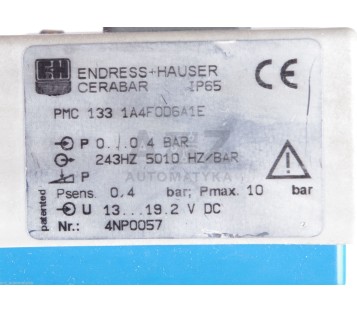 E+H ENDRESS+HAUSER
CERABAR IP65
CE
PMC 133 1A4F0D6A1E
P 0...0.4 BAR
243HZ 5010 HZ/BAR
AUTOMATYKA
P
Psens. 0,4 bar; Pmax. 10 bar
patented
U 13...19.2 V DC
Nr.: 4NP0057